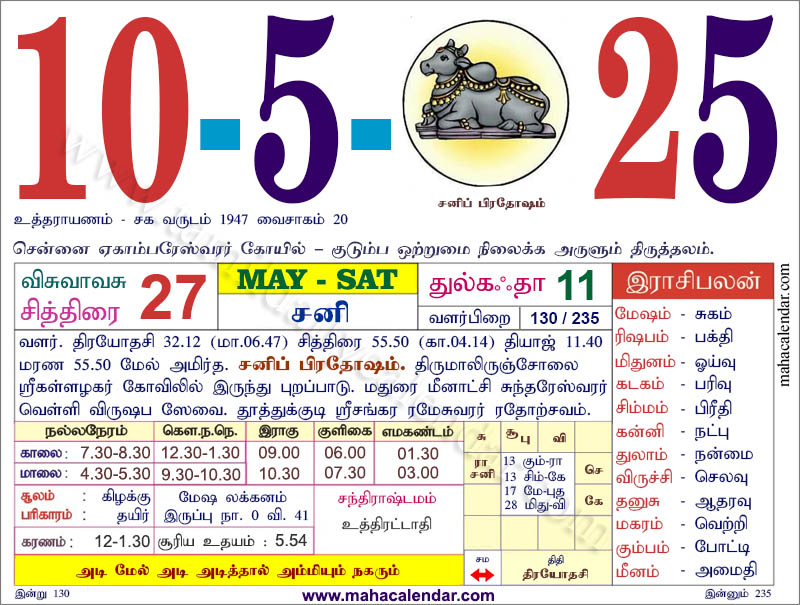 10-5-25
சனிப் பிரதோஷம்
உத்தராயணம் - சக வருடம் 1947 வைசாகம் 20
சென்னை ஏகாம்பரேஸ்வரர் கோயில் – குடும்ப ஒற்றுமை நிலைக்க அருளும் திருத்தலம்.
விசுவாவசு
சித்திரை 27
MAY - SAT
சனி
துல்கஃதா 11
வளர்பிறை 130 / 235
வளர். திரயோதசி 32.12 (மா.06.47) சித்திரை 55.50 (கா.04.14) தியாஜ் 11.40
மரண 55.50 மேல் அமிர்த. சனிப் பிரதோஷம். திருமாலிருஞ்சோலை
ஸ்ரீகள்ளழகர் கோவிலில் இருந்து புறப்பாடு. மதுரை மீனாட்சி சுந்தரேஸ்வரர்
வெள்ளி விருஷப ஸேவை. தூத்துக்குடி ஸ்ரீசங்கர ரமேசுவரர் ரதோற்சவம்.
நல்லநேரம் கௌ.ந.நெ. இராகு குளிகை எமகண்டம்
காலை: 7.30-8.30 12.30-1.30 09.00 06.00 01.30
மாலை: 4.30-5.30 9.30-10.30 10.30 07.30 03.00
சூலம் : கிழக்கு மேஷ லக்கனம்
பரிகாரம் : தயிர் இருப்பு நா. 0 வி. 41
சந்திராஷ்டமம்
உத்திரட்டாதி
கரணம்: 12-1.30 சூரிய உதயம் : 5.54
சு சூபு வி
ரா
சனி
13 கும்-ரா
13 சிம்-கே
17 மே-புத
28 மிது-வி
செ
கே
சம
திதி
திரயோதசி
அடி மேல் அடி அடித்தால் அம்மியும் நகரும்
இராசிபலன்
மேஷம் - சுகம்
ரிஷபம் - பக்தி
மிதுனம் - ஓய்வு
கடகம் - பரிவு
சிம்மம் - பிரீதி
கன்னி - நட்பு
துலாம் - நன்மை
விருச்சி - செலவு
தனுசு - ஆதரவு
மகரம் - வெற்றி
கும்பம் - போட்டி
மீனம் - அமைதி
mahacalendar.com
இன்று 130
www.mahacalendar.com
இன்னும் 235